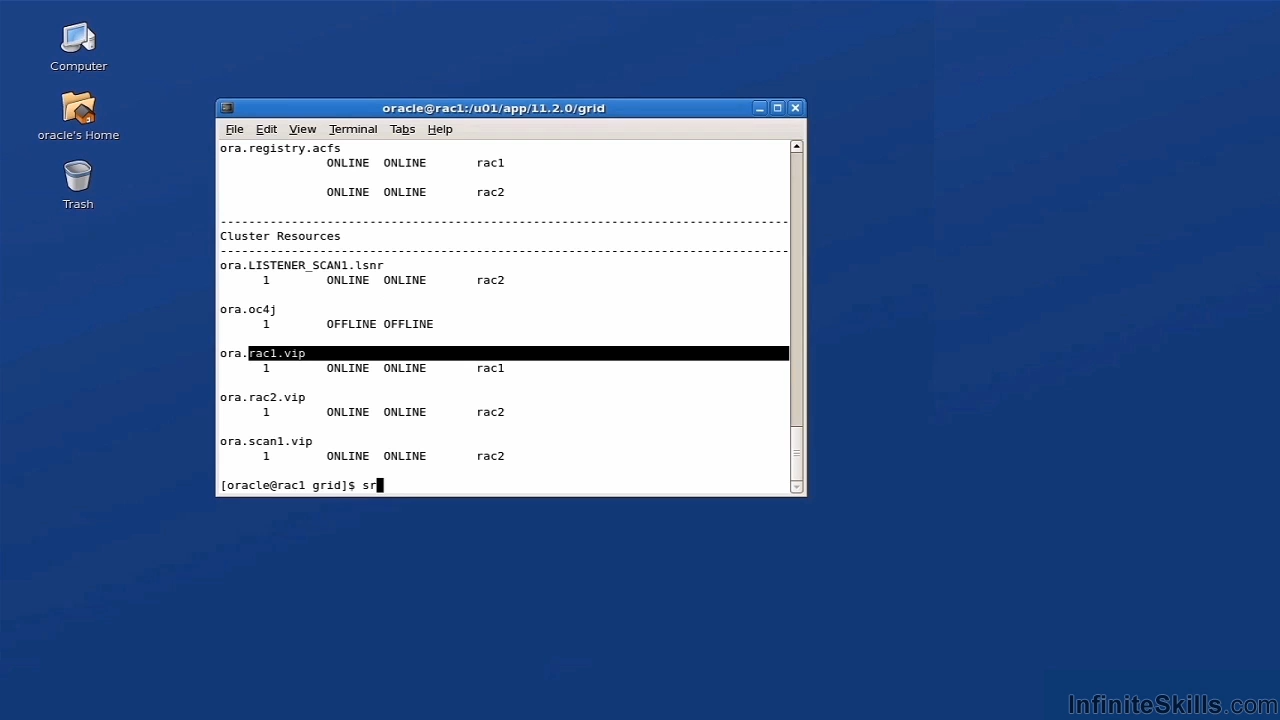 Computer
oracle's Home
Trash
oracle@rac1:/u01/app/11.2.0/grid
File Edit View Terminal Tabs Help
ora.registry.acfs
ONLINE ONLINE rac1
ONLINE ONLINE rac2
--------------------------------------------------------------------------------
Cluster Resources
--------------------------------------------------------------------------------
ora.LISTENER_SCAN1.lsnr
1 ONLINE ONLINE rac2
ora.oc4j
1 OFFLINE OFFLINE
ora.rac1.vip
1 ONLINE ONLINE rac1
ora.rac2.vip
1 ONLINE ONLINE rac2
ora.scan1.vip
1 ONLINE ONLINE rac2
[oracle@rac1 grid]$ sr
InfiniteSkills.com